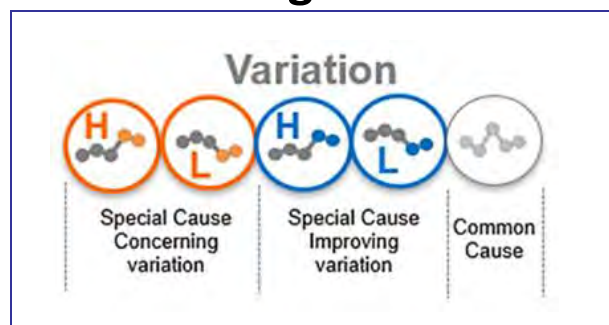 Variation
H L H L
Special Cause
Concerning
variation
Special Cause
Improving
variation
Common
Cause